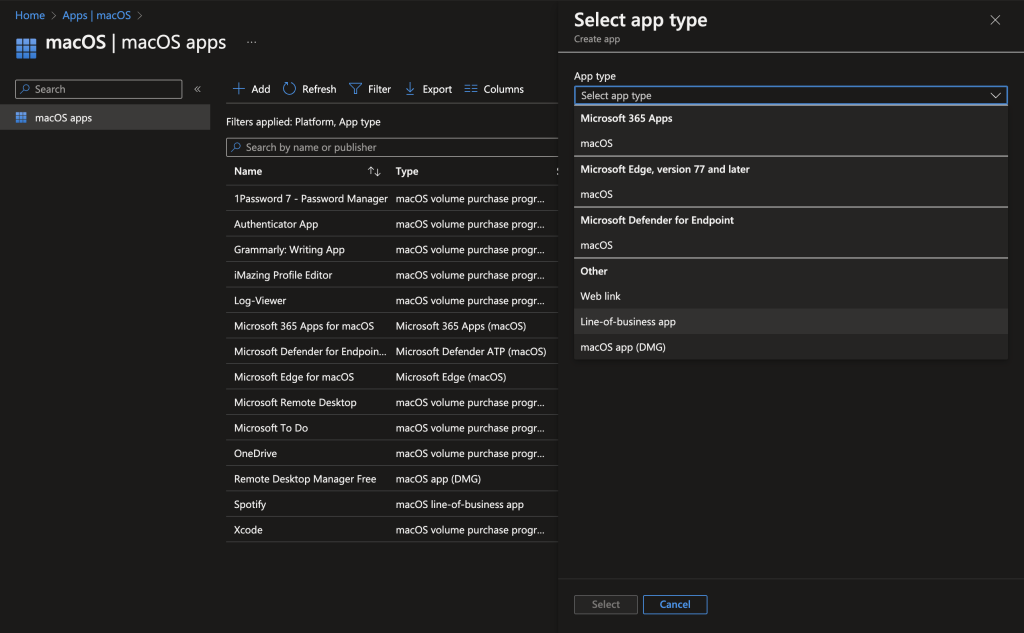 Home > Apps | macOS >
macOS | macOS apps ...
Search «
macOS apps
Add Refresh Filter Export Columns
Filters applied: Platform, App type
Search by name or publisher
Name Type
1Password 7 - Password Manager macOS volume purchase progr...
Authenticator App macOS volume purchase progr...
Grammarly: Writing App macOS volume purchase progr...
iMazing Profile Editor macOS volume purchase progr...
Log-Viewer macOS volume purchase progr...
Microsoft 365 Apps for macOS Microsoft 365 Apps (macOS)
Microsoft Defender for Endpoin... Microsoft Defender ATP (macOS)
Microsoft Edge for macOS Microsoft Edge (macOS)
Microsoft Remote Desktop macOS volume purchase progr...
Microsoft To Do macOS volume purchase progr...
OneDrive macOS volume purchase progr...
Remote Desktop Manager Free macOS app (DMG)
Spotify macOS line-of-business app
Xcode macOS volume purchase progr...
Select app type
Create app
App type
Select app type
Microsoft 365 Apps
macOS
Microsoft Edge, version 77 and later
macOS
Microsoft Defender for Endpoint
macOS
Other
Web link
Line-of-business app
macOS app (DMG)
Select Cancel